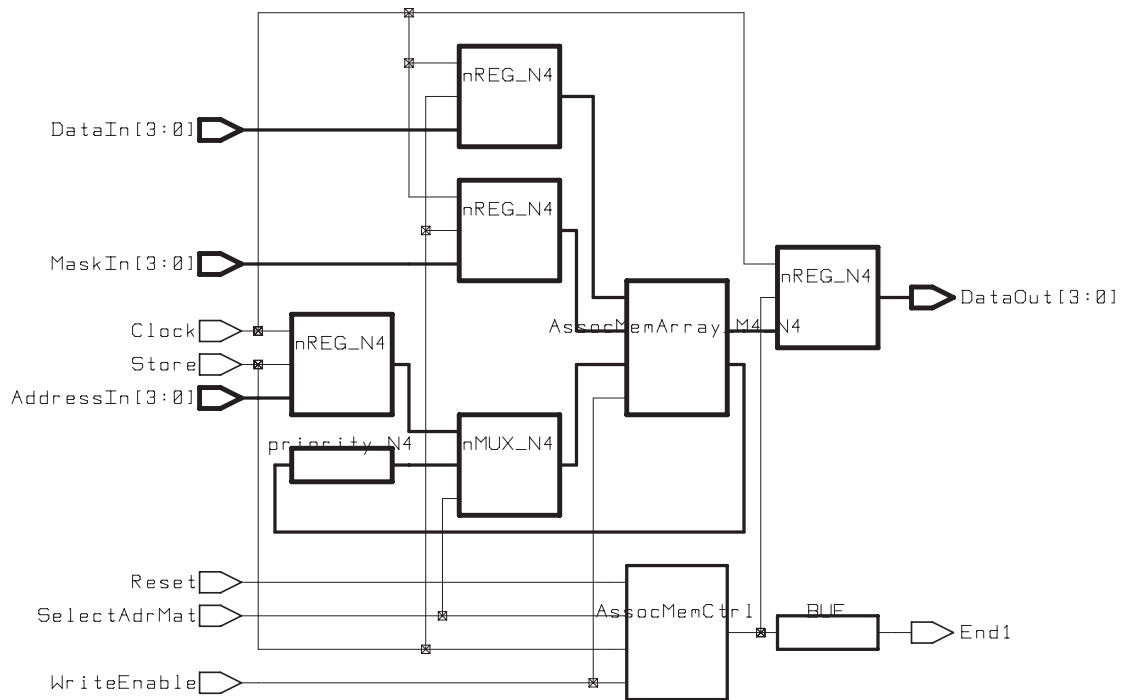 nREG_N4
DataIn[3:0]
nREG_N4
MaskIn[3:0]
nREG_N4
DataOut[3:0]
Clock
AssocMemArray_M4_N4
nREG_N4
Store
AddressIn[3:0]
priority_N4
nMUX_N4
Reset
SelectAdrMat
AssocMemCtrl
BUF
End1
WriteEnable